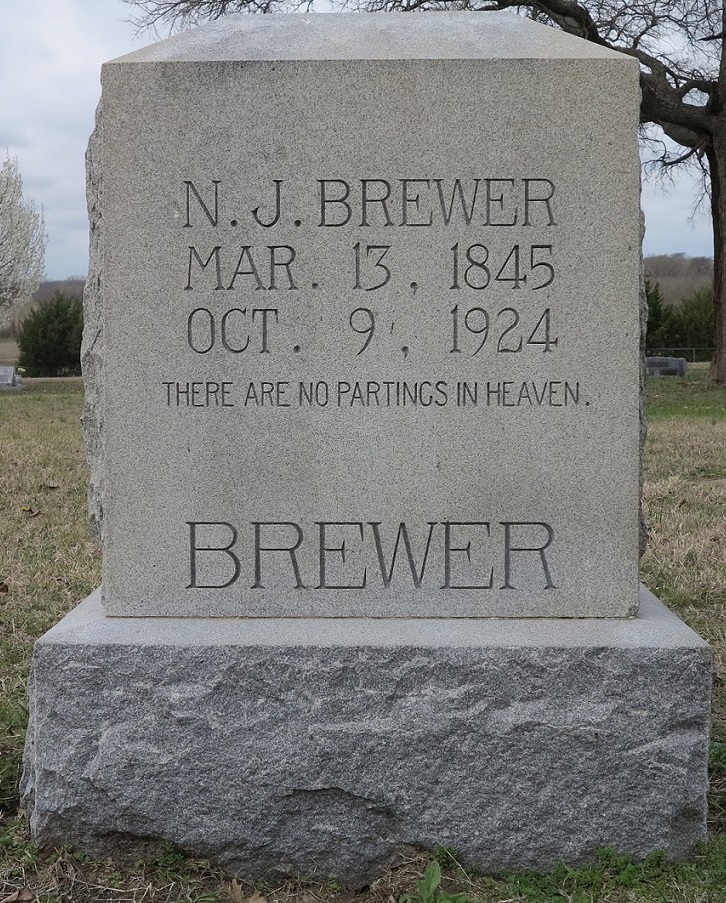 N. J. BREWER
MAR. 13, 1845
OCT. 9, 1924
THERE ARE NO PARTINGS IN HEAVEN.
BREWER